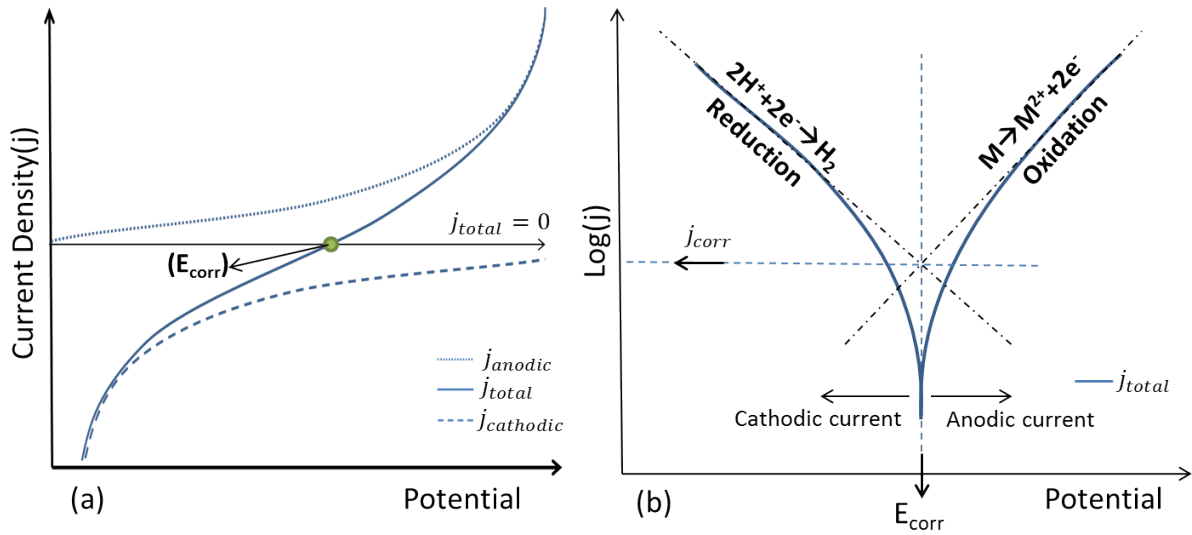 Current Density(j)
j_total = 0
(E_corr)
j_anodic
j_total
j_cathodic
(a)
Potential
Log(j)
2H⁺+2e⁻→H₂
Reduction
M→M²⁺+2e⁻
Oxidation
j_corr
j_total
Cathodic current
Anodic current
(b)
E_corr
Potential